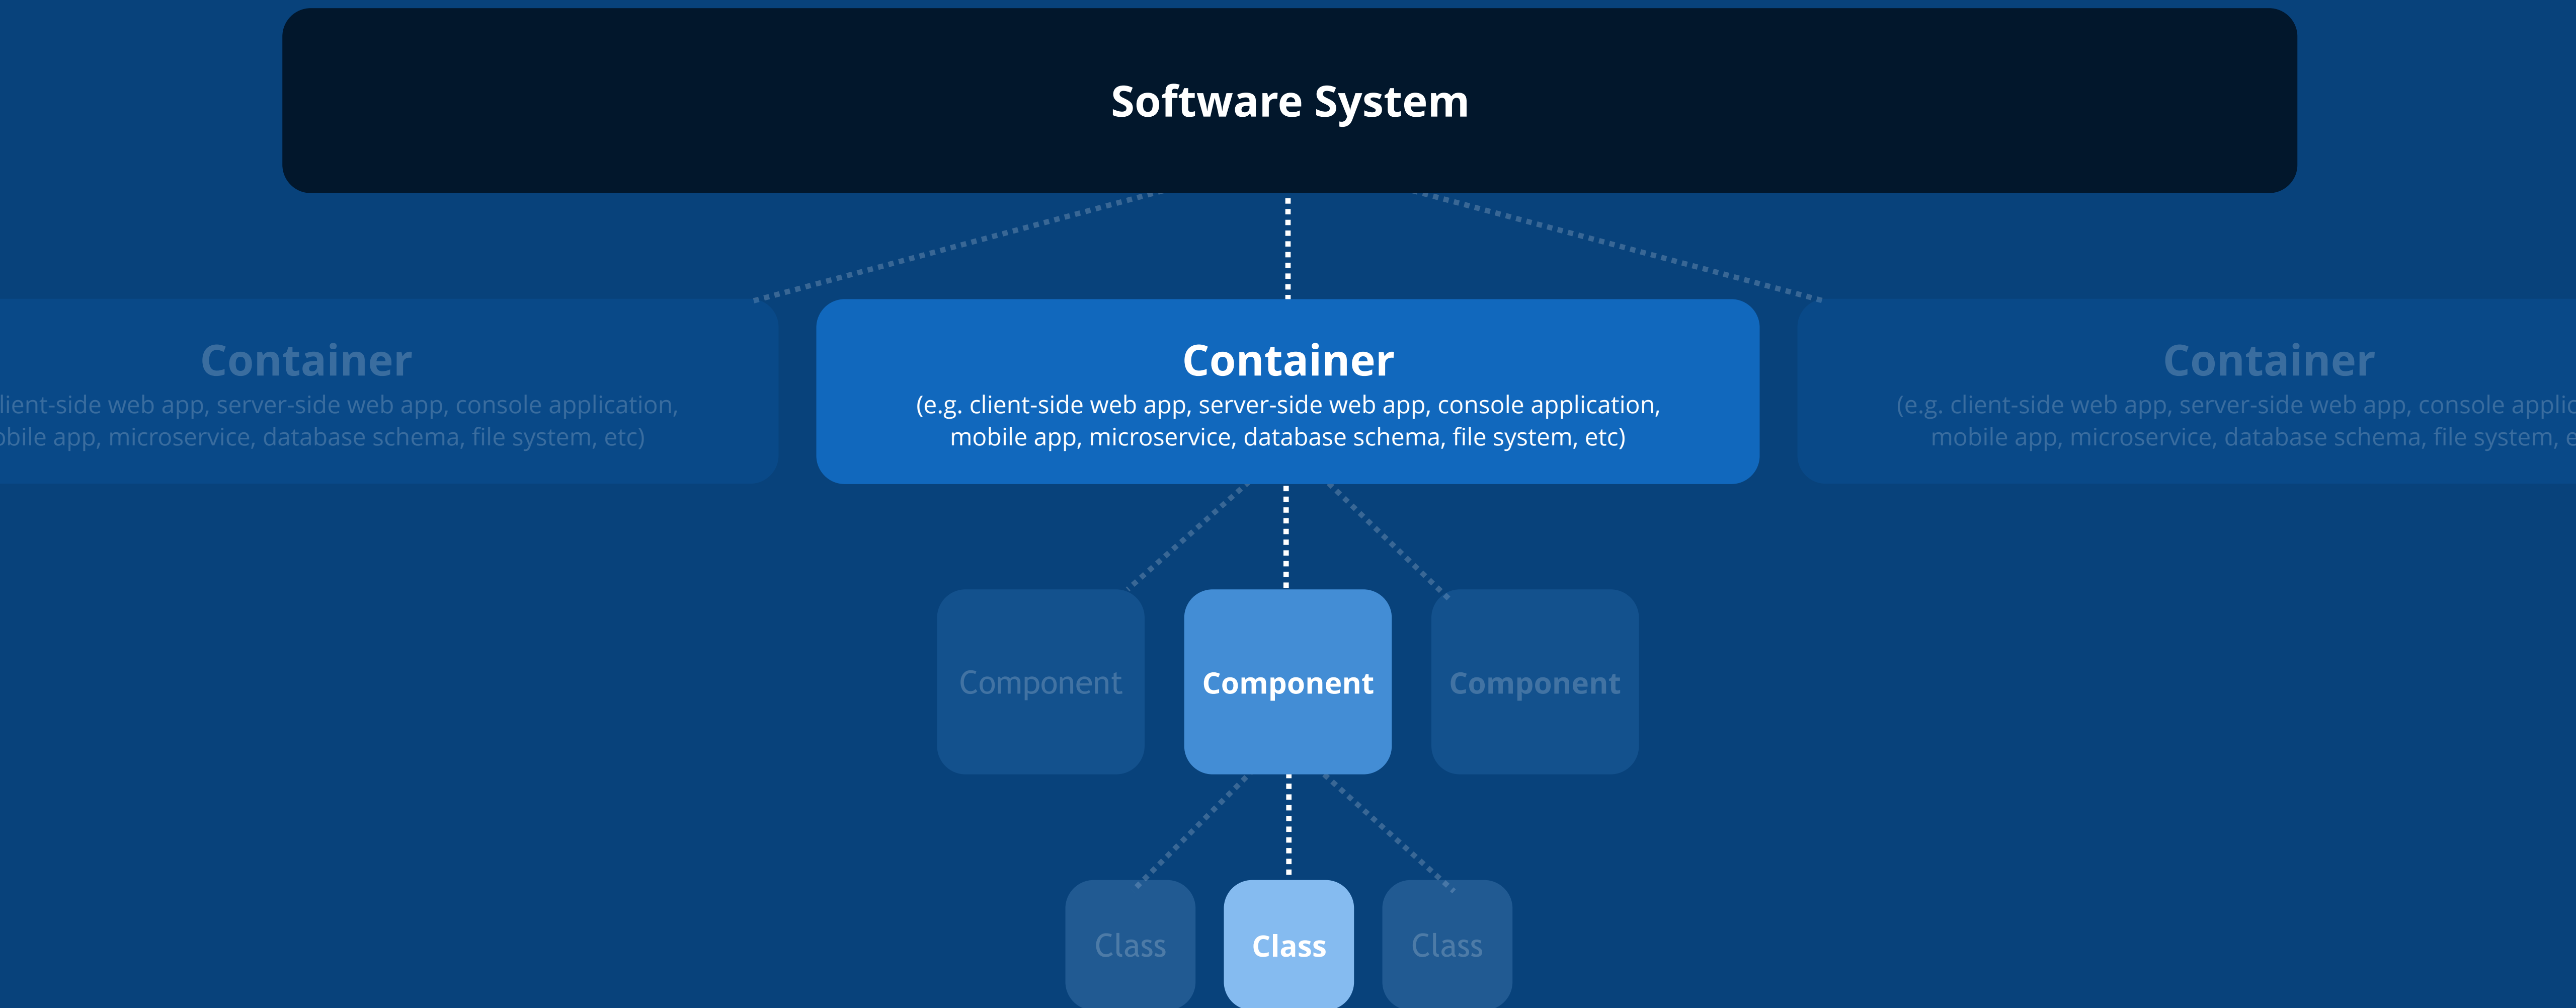 Software System
Container
lient-side web app, server-side web app, console application,
bile app, microservice, database schema, file system, etc)
Container
(e.g. client-side web app, server-side web app, console application,
mobile app, microservice, database schema, file system, etc)
Container
(e.g. client-side web app, server-side web app, console applic
mobile app, microservice, database schema, file system, e
Component
Component
Component
Class
Class
Class